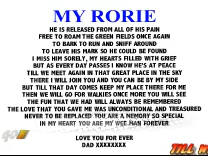 MY RORIE
HE IS RELEASED FROM ALL OF HIS PAIN
FREE TO ROAM THE GREEN FIELDS ONCE AGAIN
TO BARK TO RUN AND SNIFF AROUND
TO LEAVE HIS MARK SO HE COULD BE FOUND
I MISS HIM SORELY, MY HEARTS FILLED WITH GRIEF
BUT AS EVERY DAY PASSES I KNOW HE'S AT PEACE
TILL WE MEET AGAIN IN THAT GREAT PLACE IN THE SKY
THERE I WILL JOIN YOU AND YOU CAN BE BY MY SIDE
BUT TILL THAT DAY COMES KEEP MY PLACE THERE FOR ME
THEN WE WILL GO FOR WALKIES ONCE MORE YOU WILL SEE
THE FUN THAT WE HAD WILL ALWAYS BE REMEMBERED
THE LOVE THAT YOU GAVE ME WAS UNCONDITIONAL AND TREASURED
NEVER TO BE REPLACED YOU ARE A MEMORY SO SPECIAL
IN MY HEART YOU ARE MY WEE MAN FOREVER
LOVE YOU FOR EVER
DAD XXXXXXXX